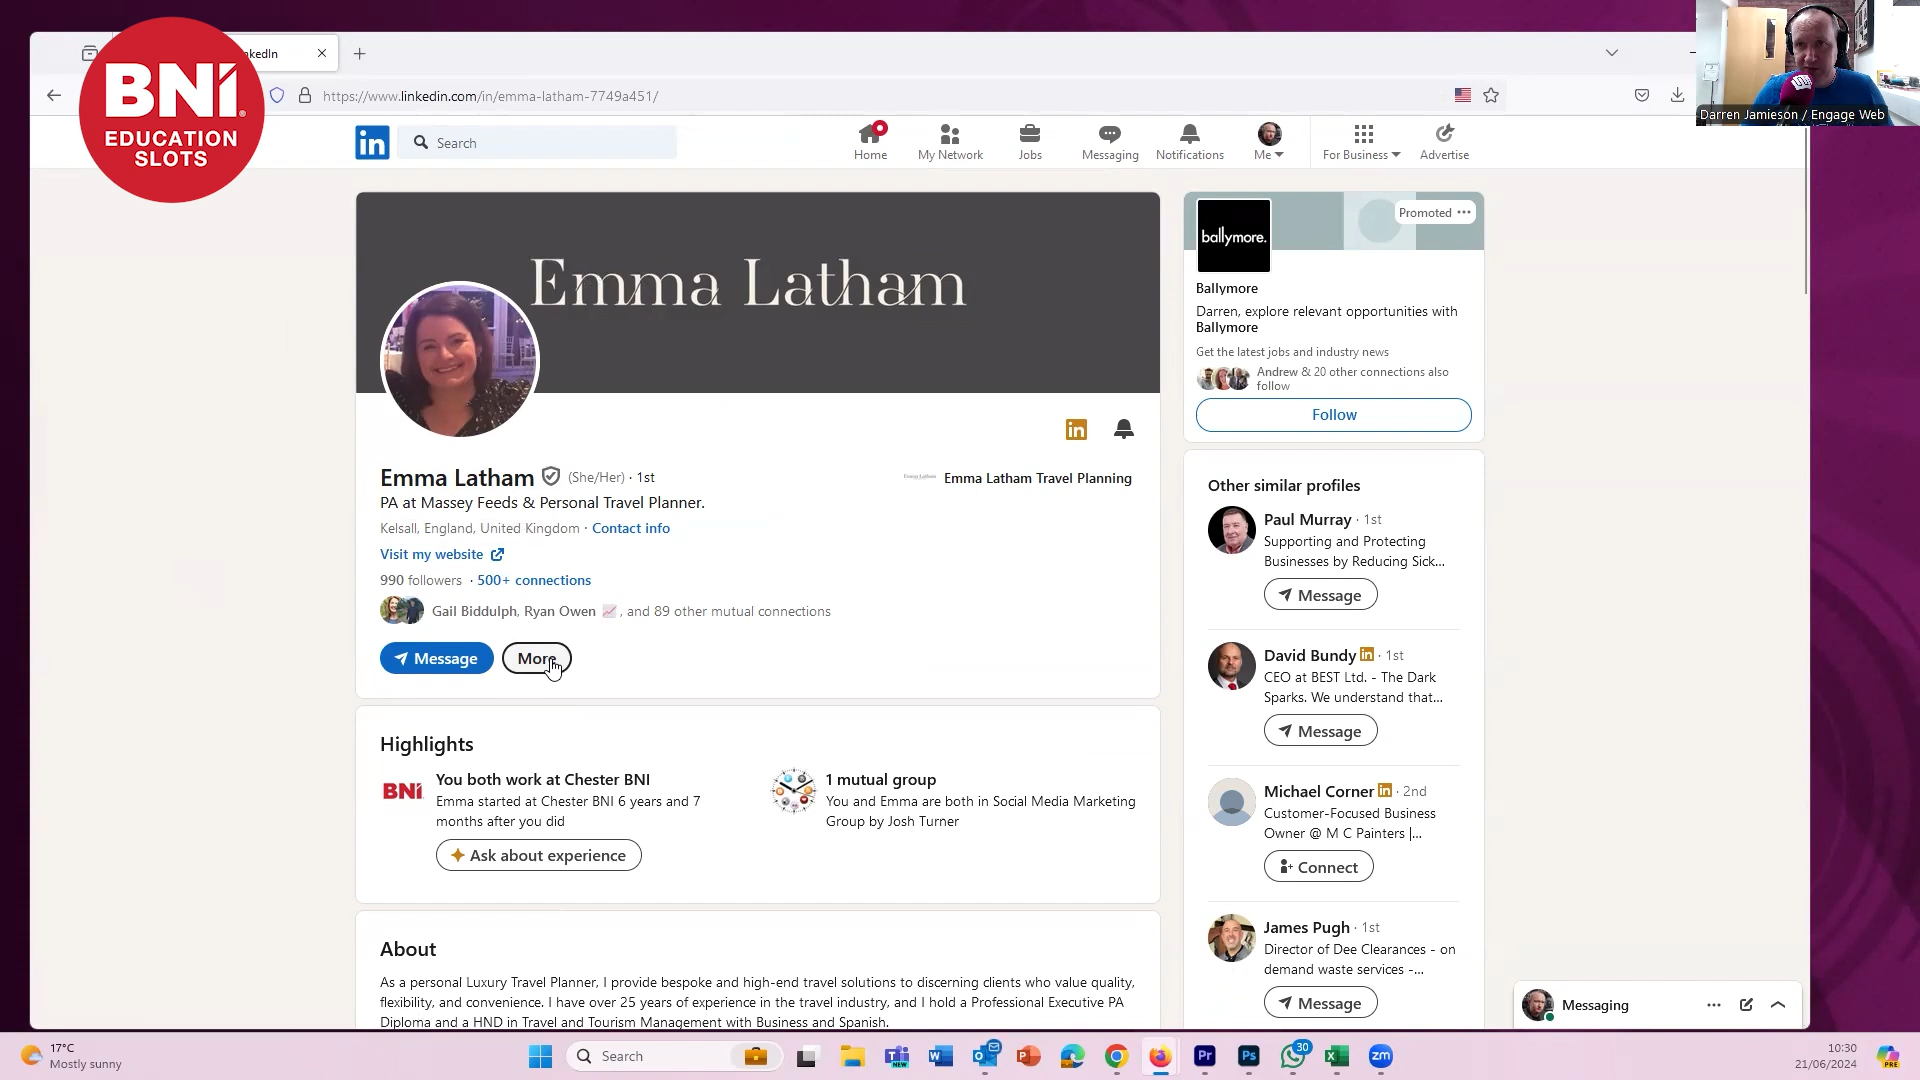 BNI
EDUCATION
SLOTS
nkedIn
https://www.linkedin.com/in/emma-latham-7749a451/
Darren Jamieson / Engage Web
in
Search
Home
My Network
Jobs
Messaging
Notifications
Me
For Business
Advertise
Emma Latham
in
Emma Latham (She/Her) · 1st
PA at Massey Feeds & Personal Travel Planner.
Kelsall, England, United Kingdom · Contact info
Visit my website
990 followers · 500+ connections
Gail Biddulph, Ryan Owen , and 89 other mutual connections
Message
More
Emma Latham Travel Planning
Highlights
BNI
You both work at Chester BNI
Emma started at Chester BNI 6 years and 7
months after you did
Ask about experience
1 mutual group
You and Emma are both in Social Media Marketing
Group by Josh Turner
About
As a personal Luxury Travel Planner, I provide bespoke and high-end travel solutions to discerning clients who value quality,
flexibility, and convenience. I have over 25 years of experience in the travel industry, and I hold a Professional Executive PA
Diploma and a HND in Travel and Tourism Management with Business and Spanish.
Promoted
ballymore.
Ballymore
Darren, explore relevant opportunities with
Ballymore
Get the latest jobs and industry news
Andrew & 20 other connections also
follow
Follow
Other similar profiles
Paul Murray · 1st
Supporting and Protecting
Businesses by Reducing Sick...
Message
David Bundy in · 1st
CEO at BEST Ltd. - The Dark
Sparks. We understand that...
Message
Michael Corner in · 2nd
Customer-Focused Business
Owner @ M C Painters |...
Connect
James Pugh · 1st
Director of Dee Clearances - on
demand waste services -...
Message
Messaging
17°C
Mostly sunny
Search
NEW
Pr
Ps
30
zm
10:30
21/06/2024
PRE